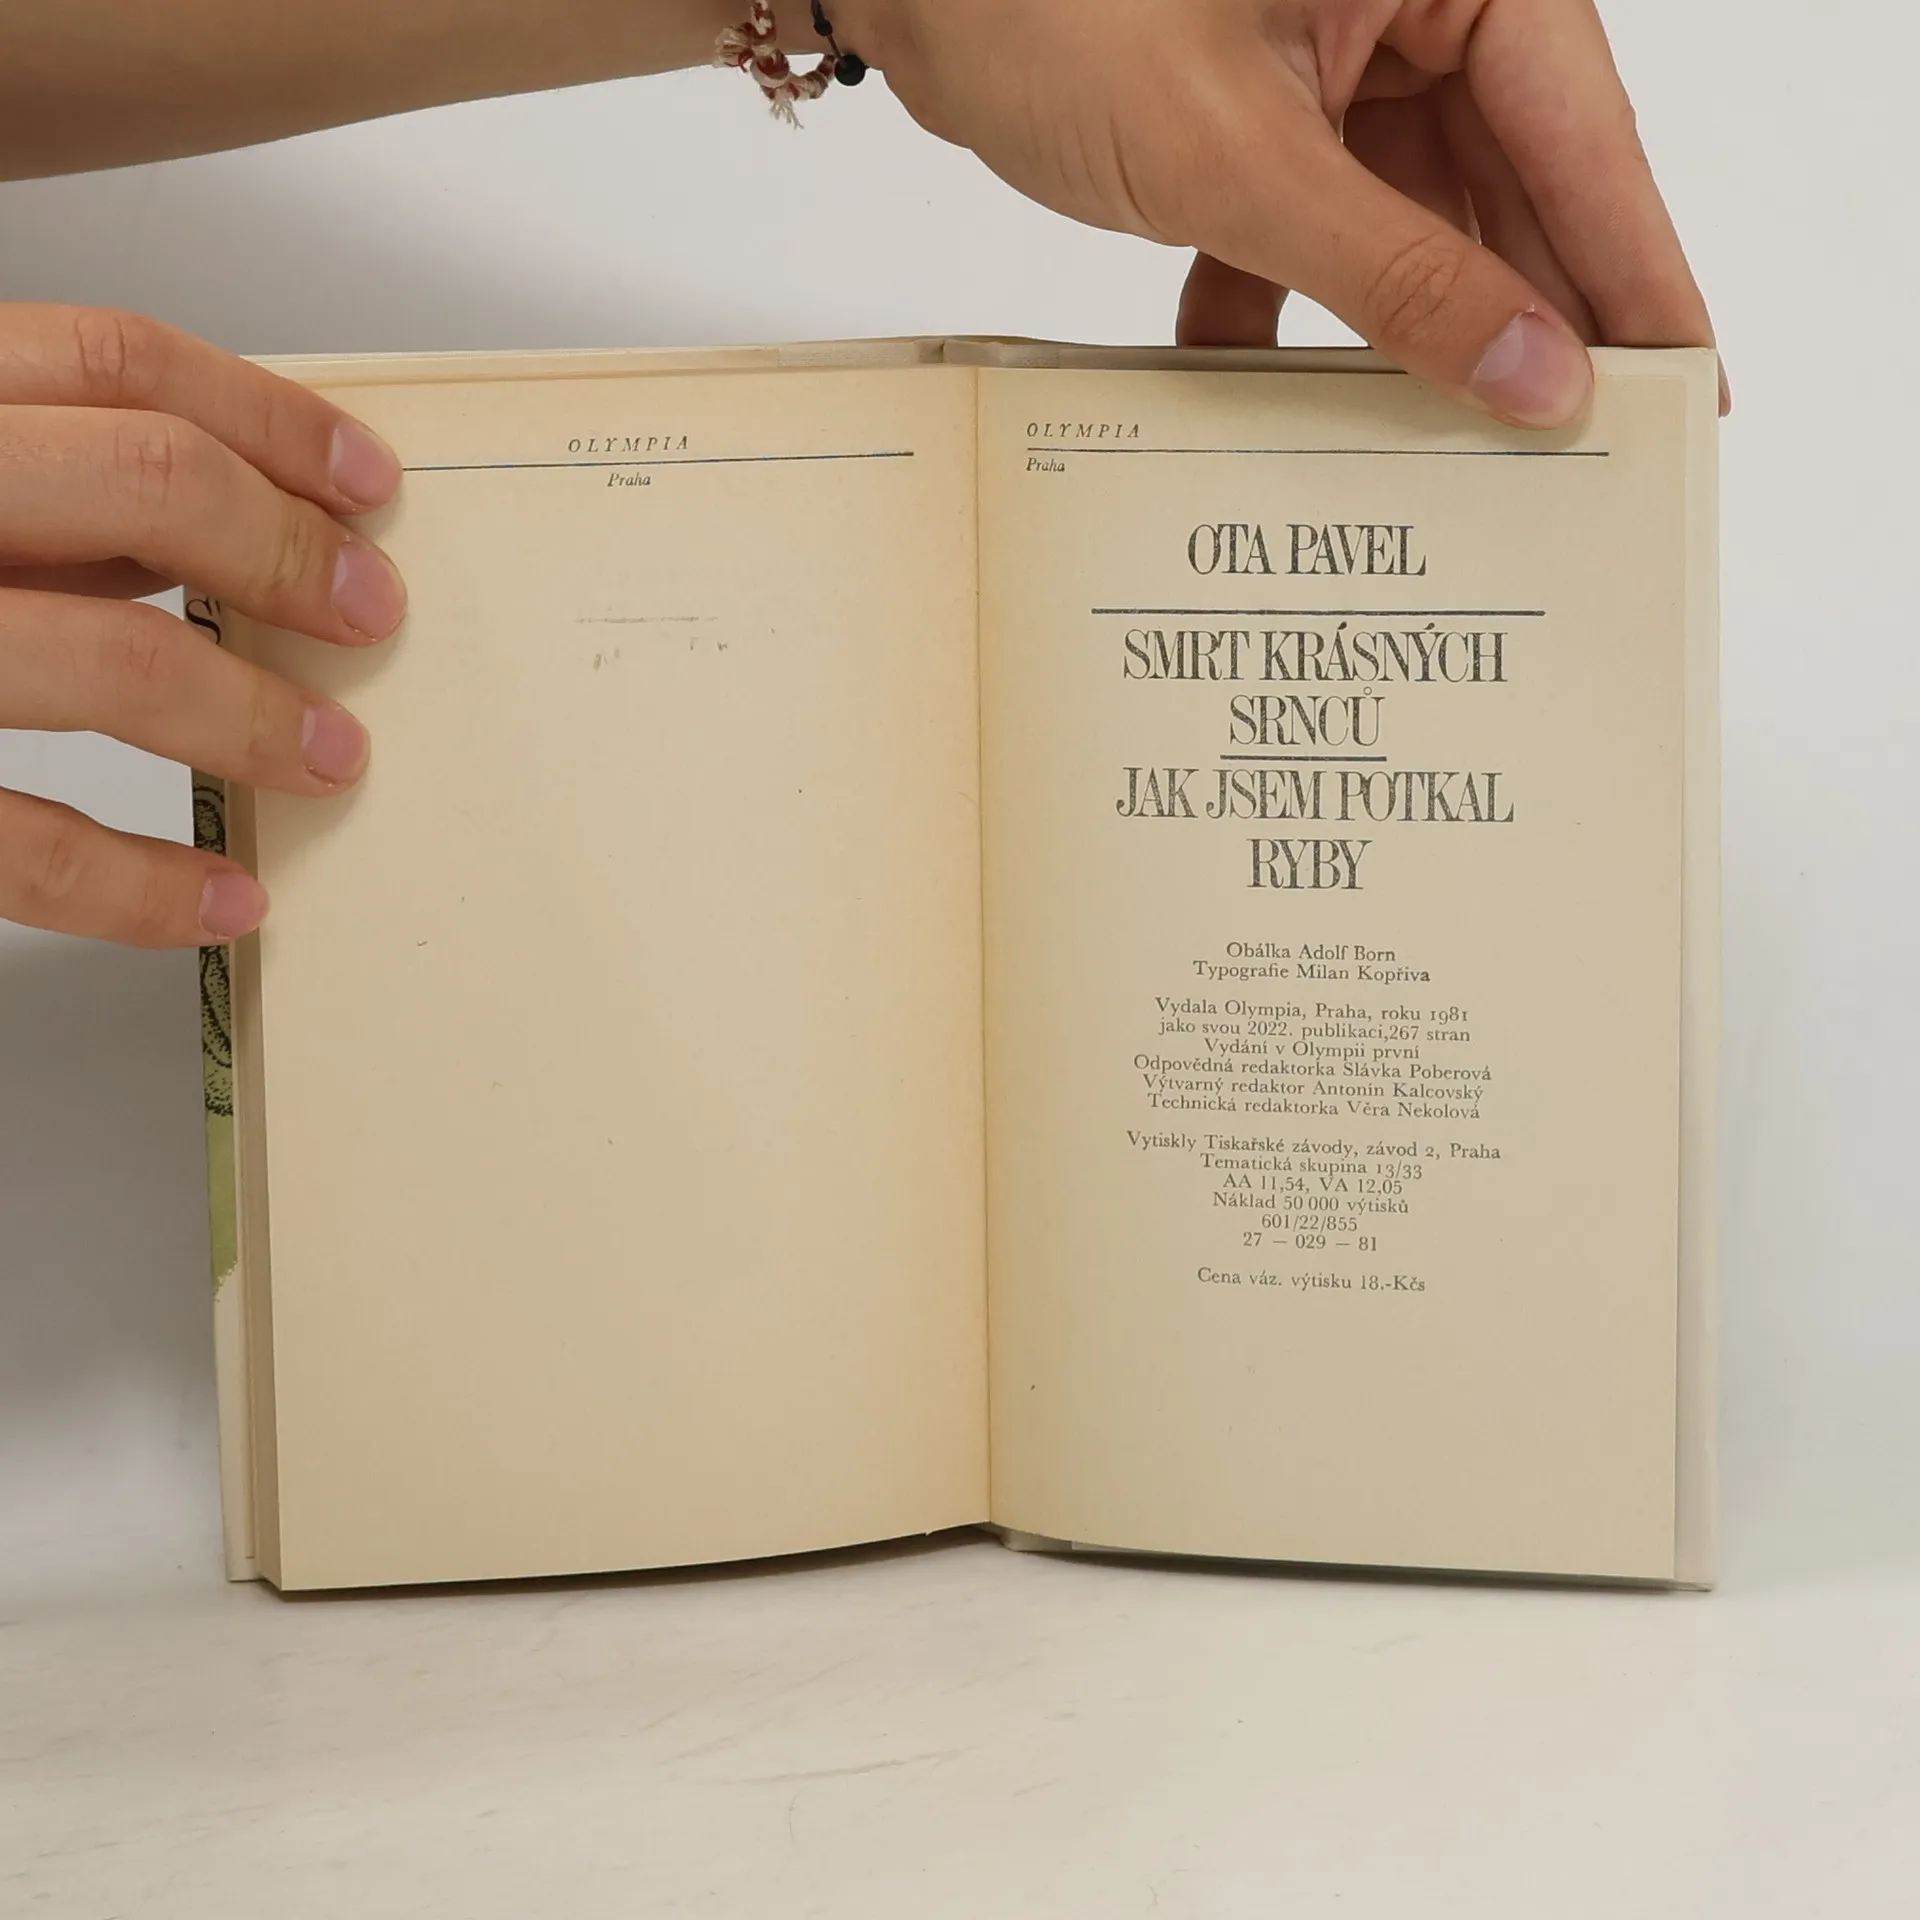 OLYMPIA
Praha
OLYMPIA
Praha
OTA PAVEL
SMRT KRÁSNÝCH
SRNCŮ
JAK JSEM POTKAL
RYBY
Obálka Adolf Born
Typografie Milan Kopřiva
Vydala Olympia, Praha, roku 1981
jako svou 2022. publikaci,267 stran
Vydání v Olympii první
Odpovědná redaktorka Slávka Poberová
Výtvarný redaktor Antonín Kalcovský
Technická redaktorka Věra Nekolová
Vytiskly Tiskařské závody, závod 2, Praha
Tematická skupina 13/33
AA 11,54, VA 12,05
Náklad 50 000 výtisků
601/22/855
27 — 029 — 81
Cena váz. výtisku 18,-Kčs